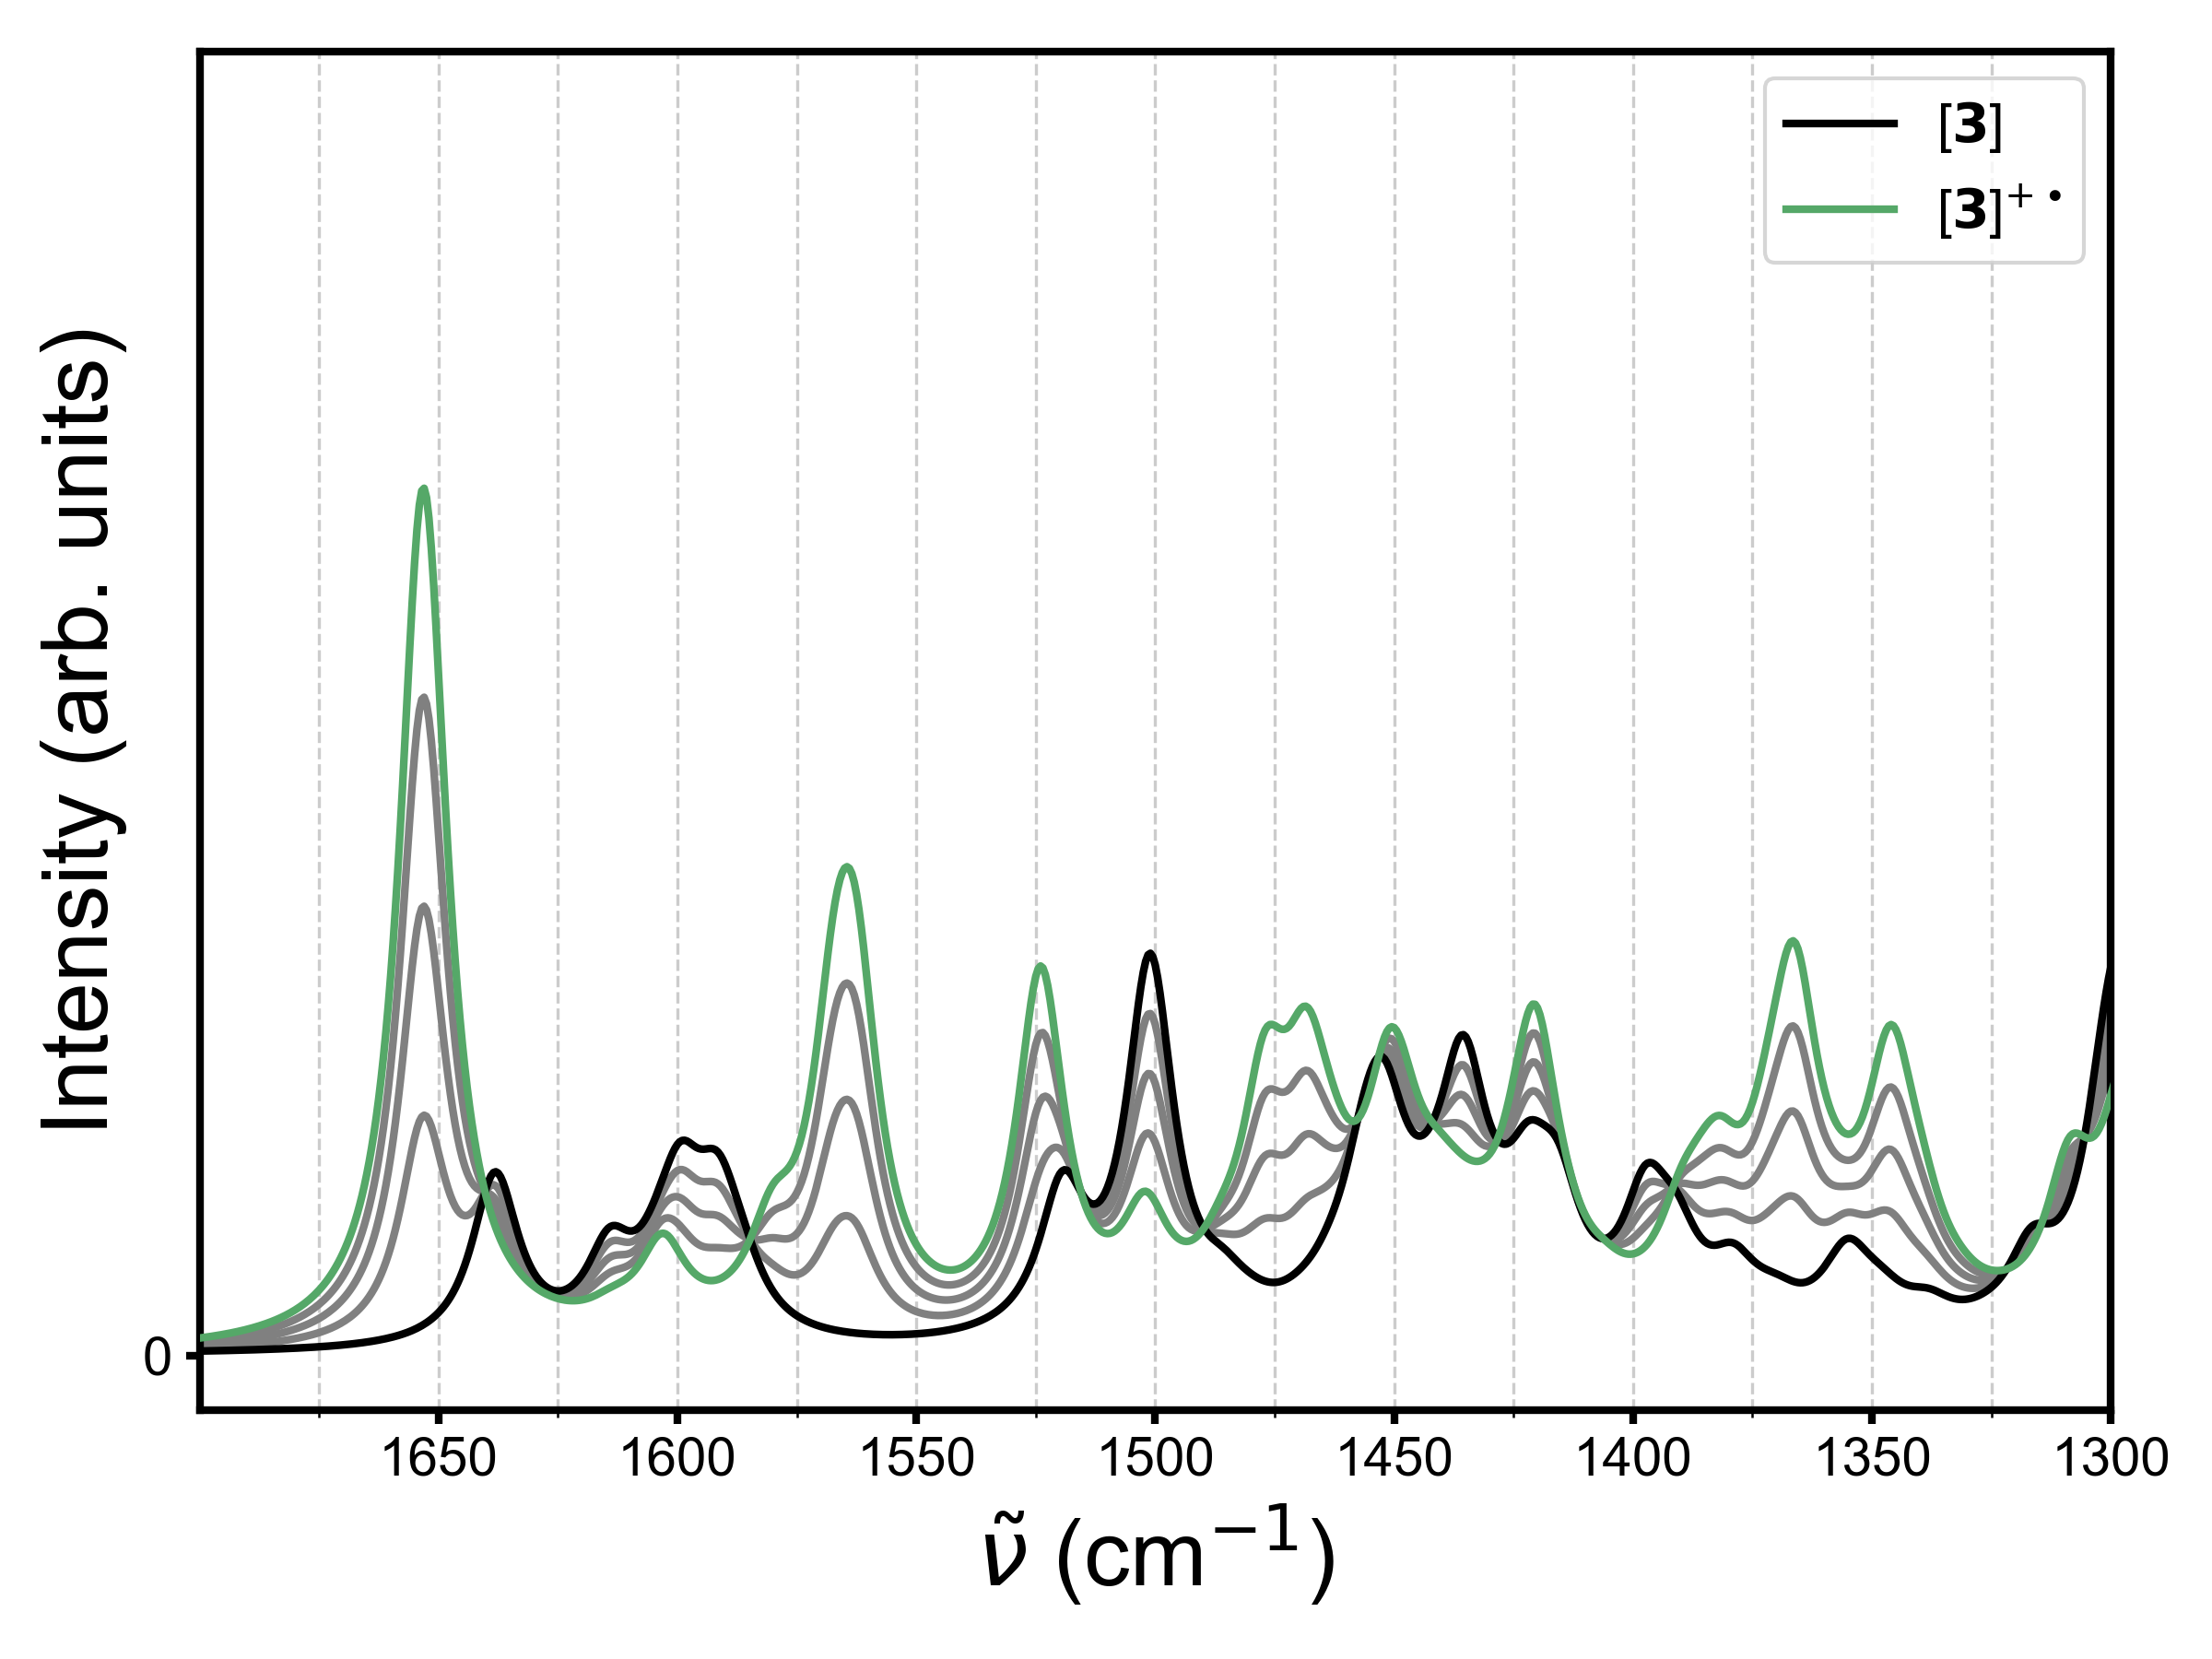 [3]
[3]⁺ •
Intensity (arb. units)
0
1650 1600 1550 1500 1450 1400 1350 1300
ν̃ (cm⁻¹)